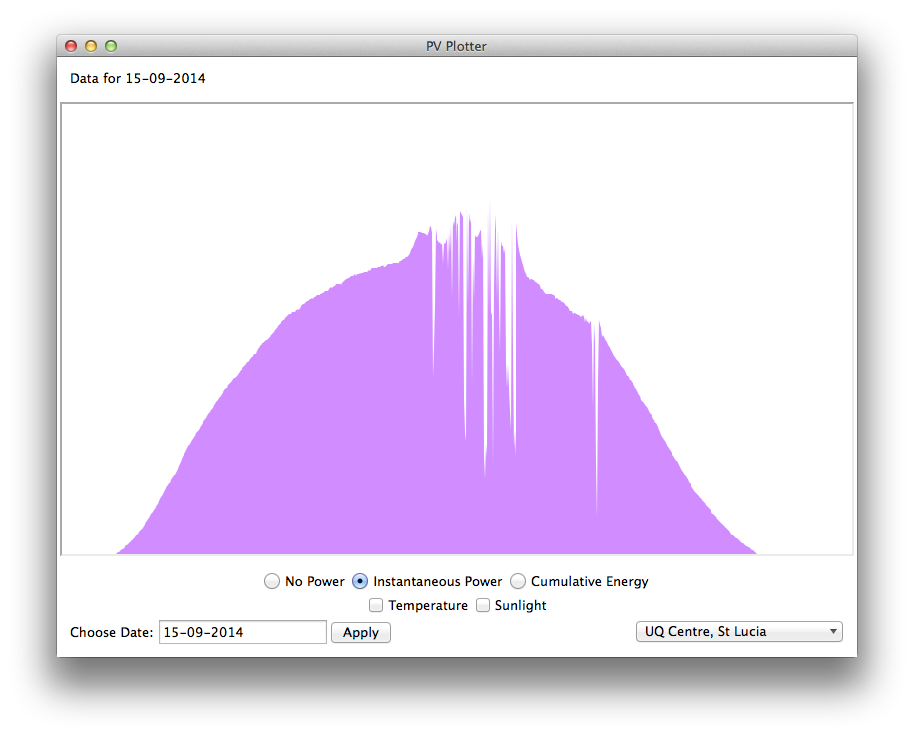 PV Plotter
Data for 15-09-2014
No Power Instantaneous Power Cumulative Energy
Temperature Sunlight
Choose Date: 15-09-2014 Apply UQ Centre, St Lucia